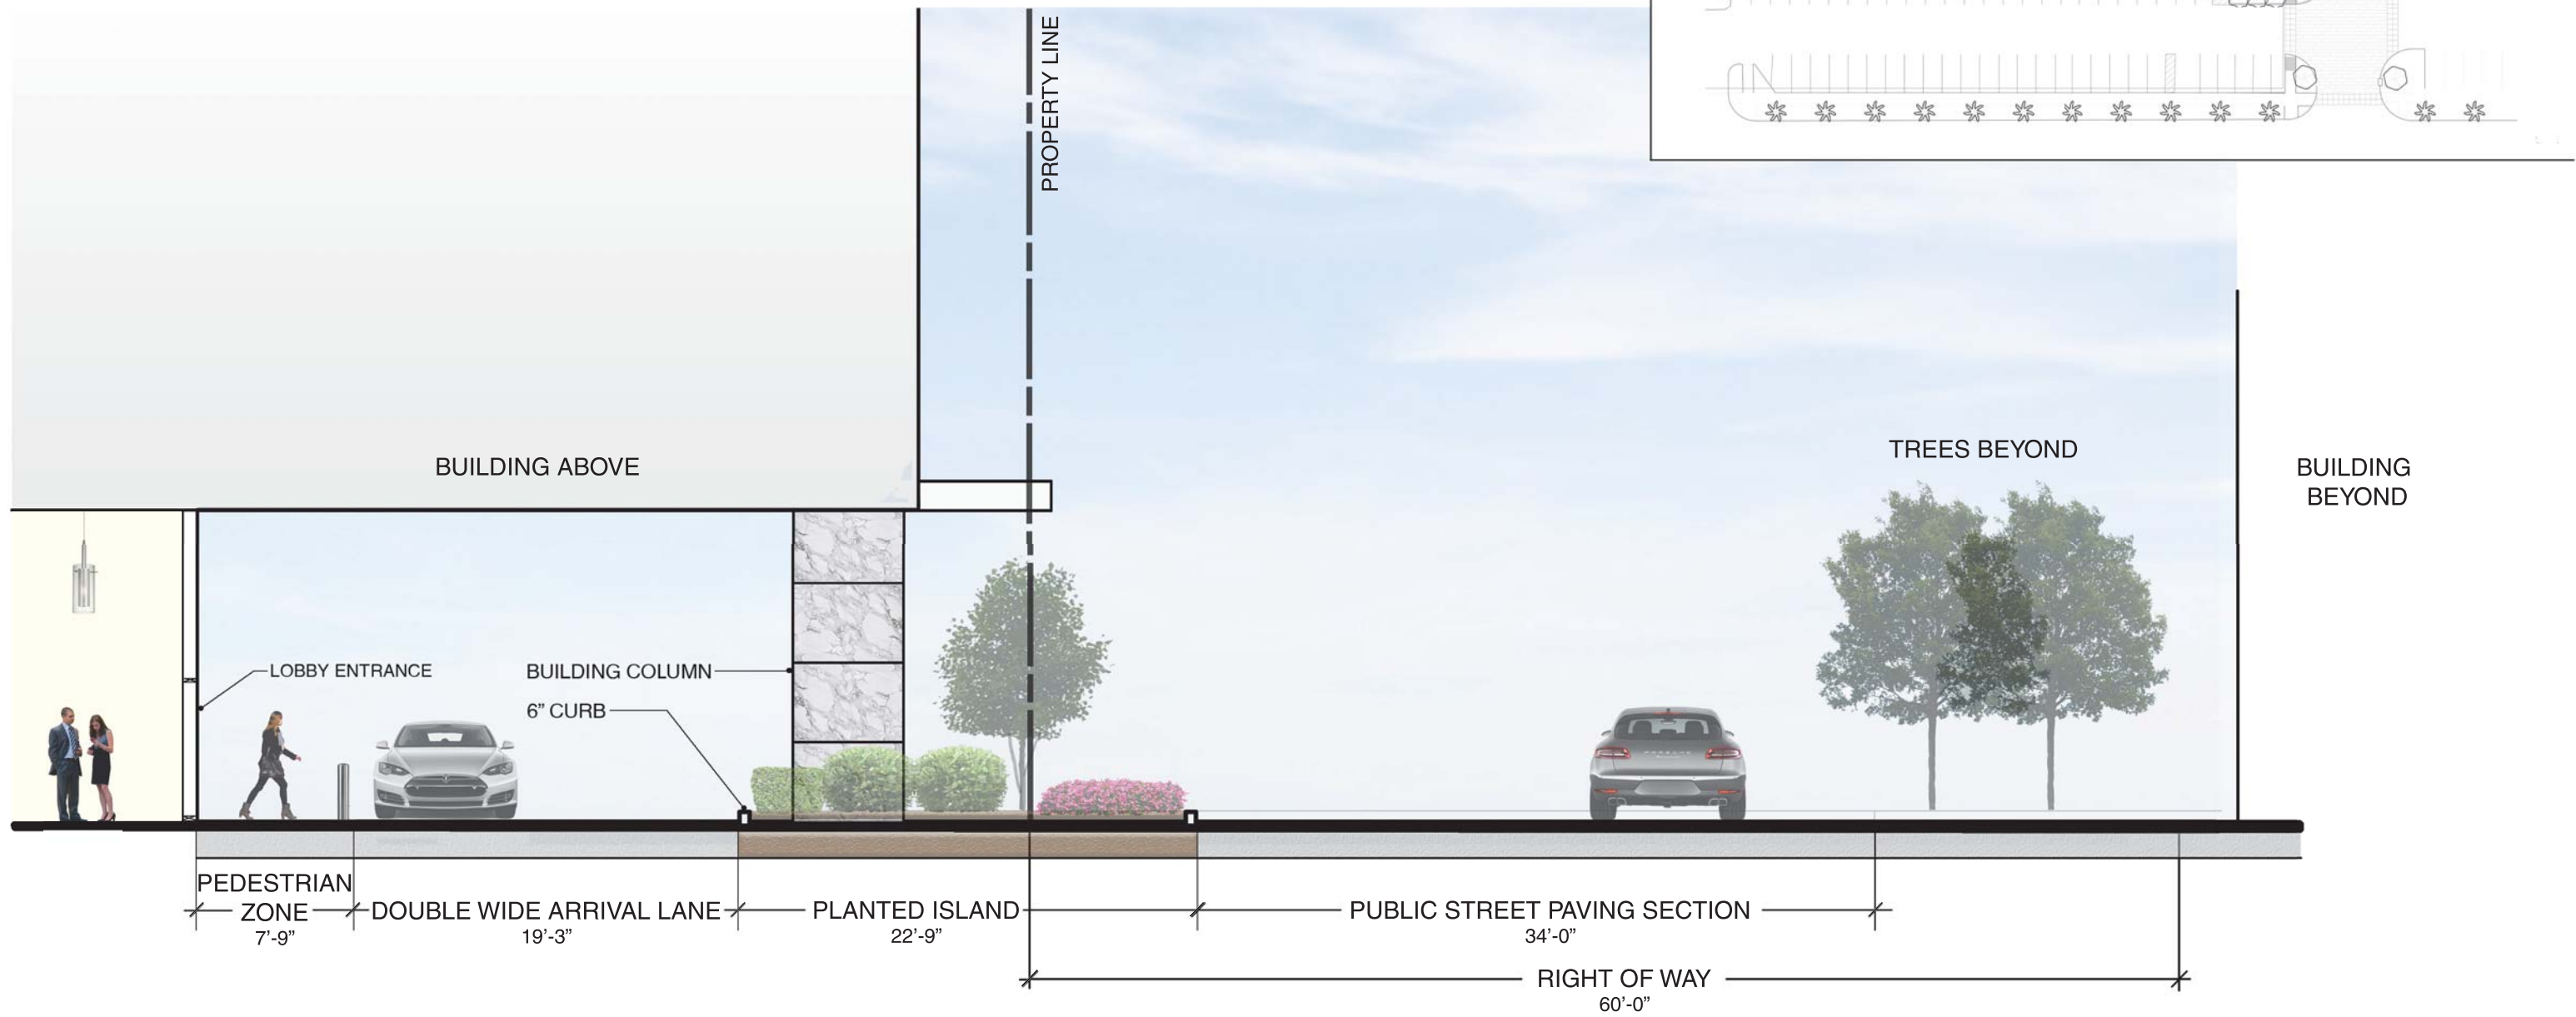 PROPERTY LINE
BUILDING ABOVE
TREES BEYOND
BUILDING
BEYOND
LOBBY ENTRANCE
BUILDING COLUMN
6” CURB
PEDESTRIAN
ZONE
7’-9”
DOUBLE WIDE ARRIVAL LANE
19’-3”
PLANTED ISLAND
22’-9”
PUBLIC STREET PAVING SECTION
34’-0”
RIGHT OF WAY
60’-0”